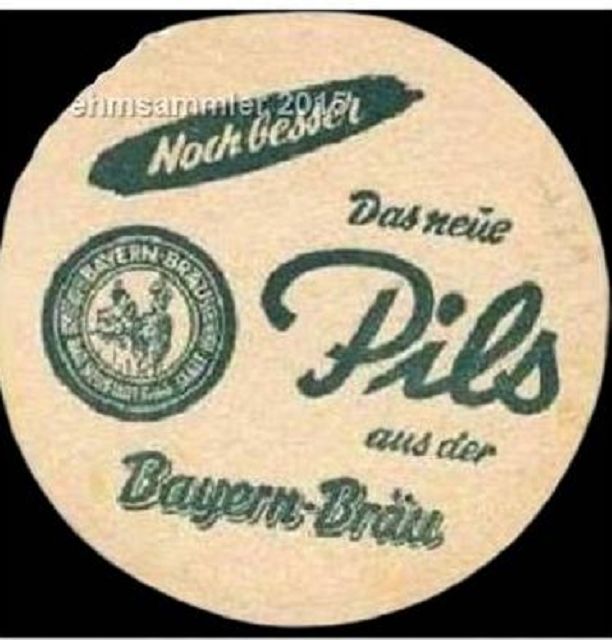 ehmsammler 2015
Noch besser
Das neue
BAYERN-BRÄU
Pils
aus der
Bayern-Bräu